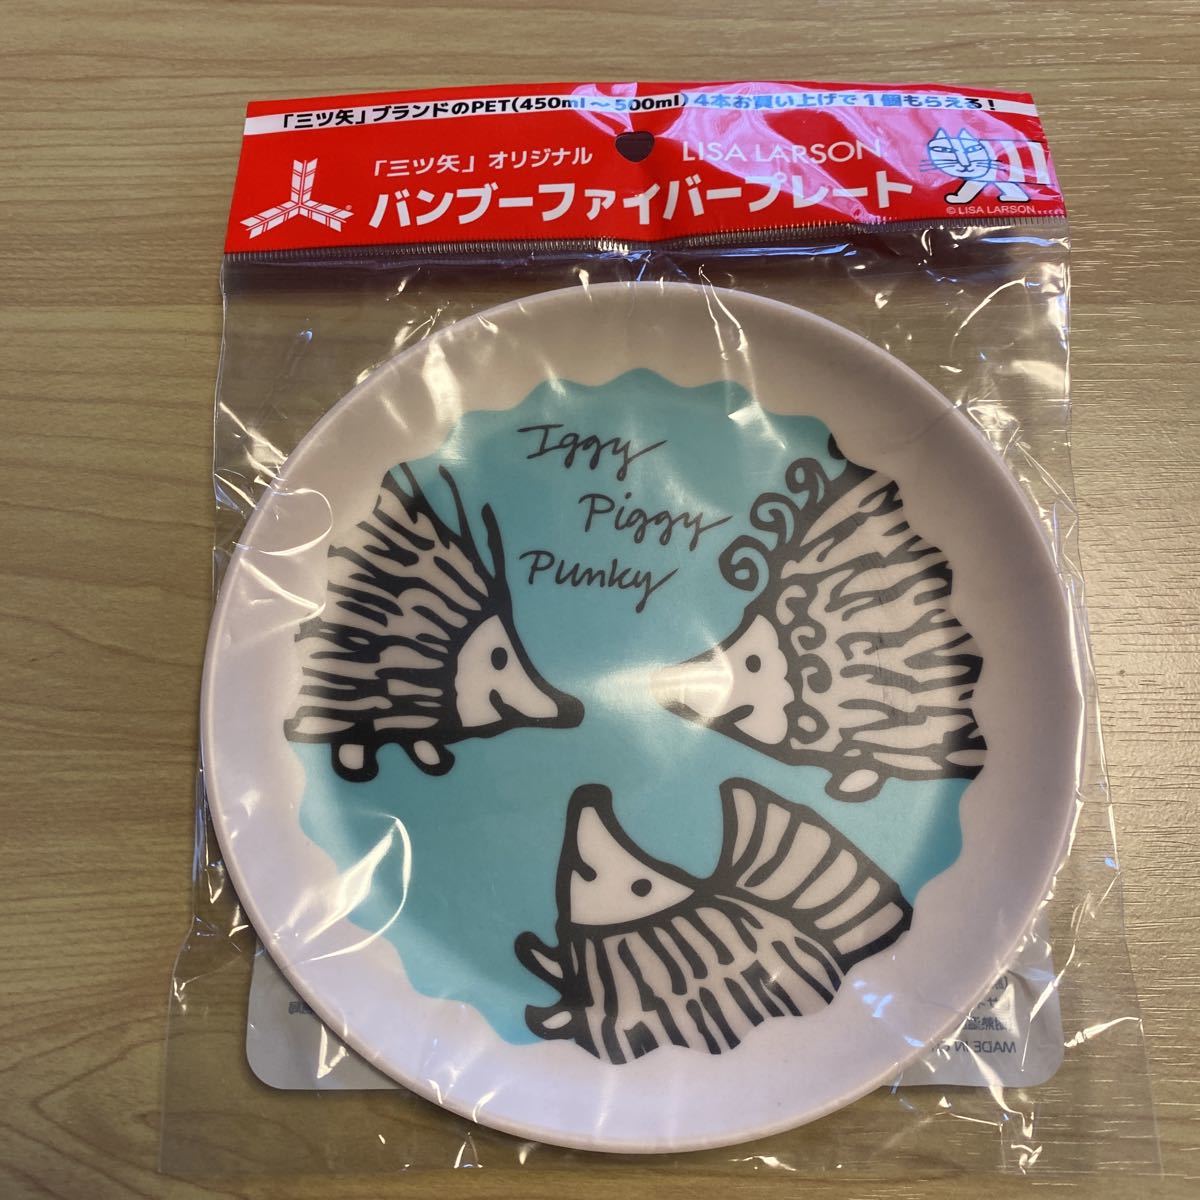 「三ツ矢」ブランドのPET(450ml～500ml)4本お買い上げで1個もらえる！
「三ツ矢」オリジナル
LISA LARSON
バンブーファイバープレート
© LISA LARSON
Iggy
Piggy
Punky
MADE IN